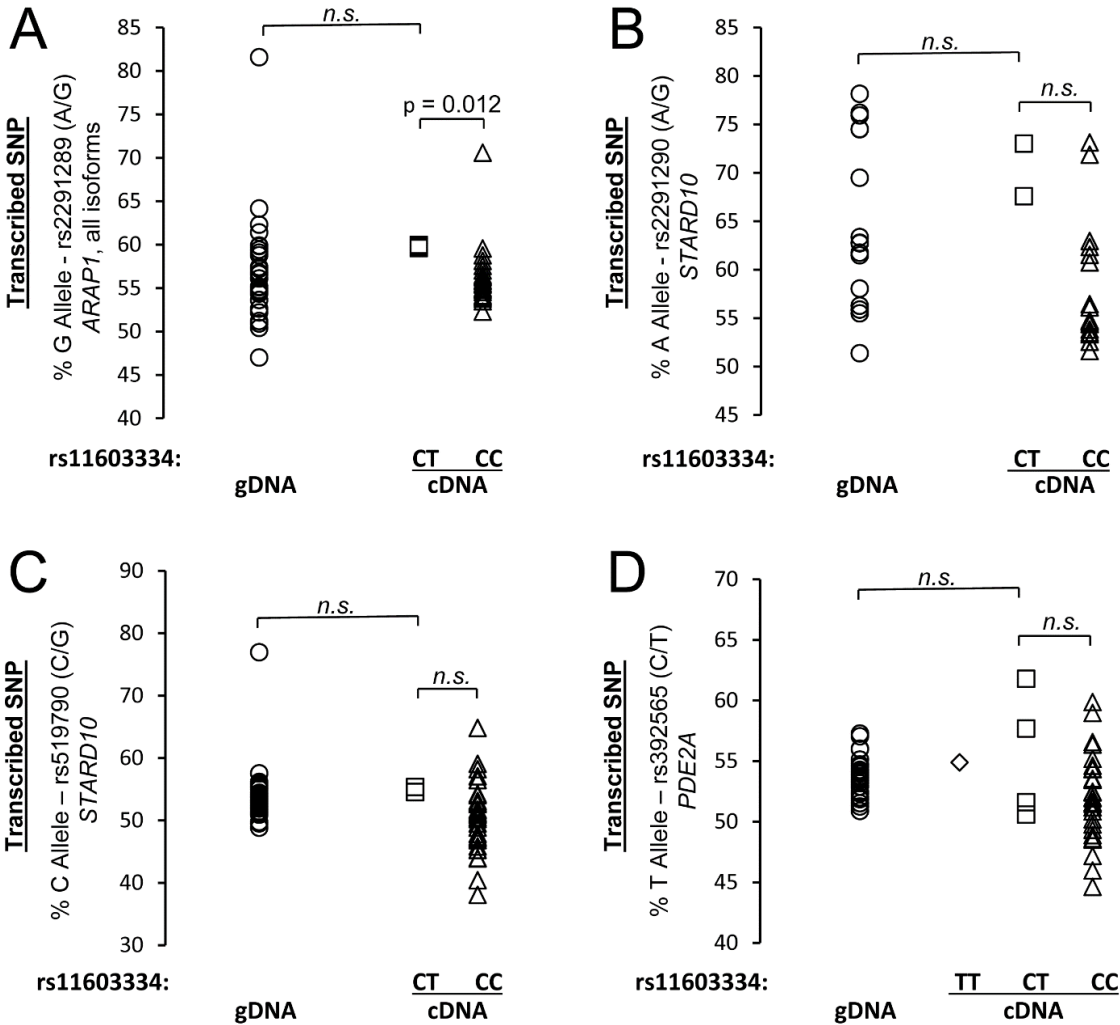 A
Transcribed SNP
% G Allele - rs2291289 (A/G)
ARAP1, all isoforms
85
80
75
70
65
60
55
50
45
40
n.s.
p = 0.012
rs11603334:
CT CC
gDNA
cDNA
B
Transcribed SNP
% A Allele - rs2291290 (A/G)
STARD10
85
80
75
70
65
60
55
50
45
n.s.
n.s.
rs11603334:
CT CC
gDNA
cDNA
C
Transcribed SNP
% C Allele – rs519790 (C/G)
STARD10
90
80
70
60
50
40
30
n.s.
n.s.
rs11603334:
CT CC
gDNA
cDNA
D
Transcribed SNP
% T Allele – rs392565 (C/T)
PDE2A
70
65
60
55
50
45
40
n.s.
n.s.
rs11603334:
TT CT CC
gDNA
cDNA